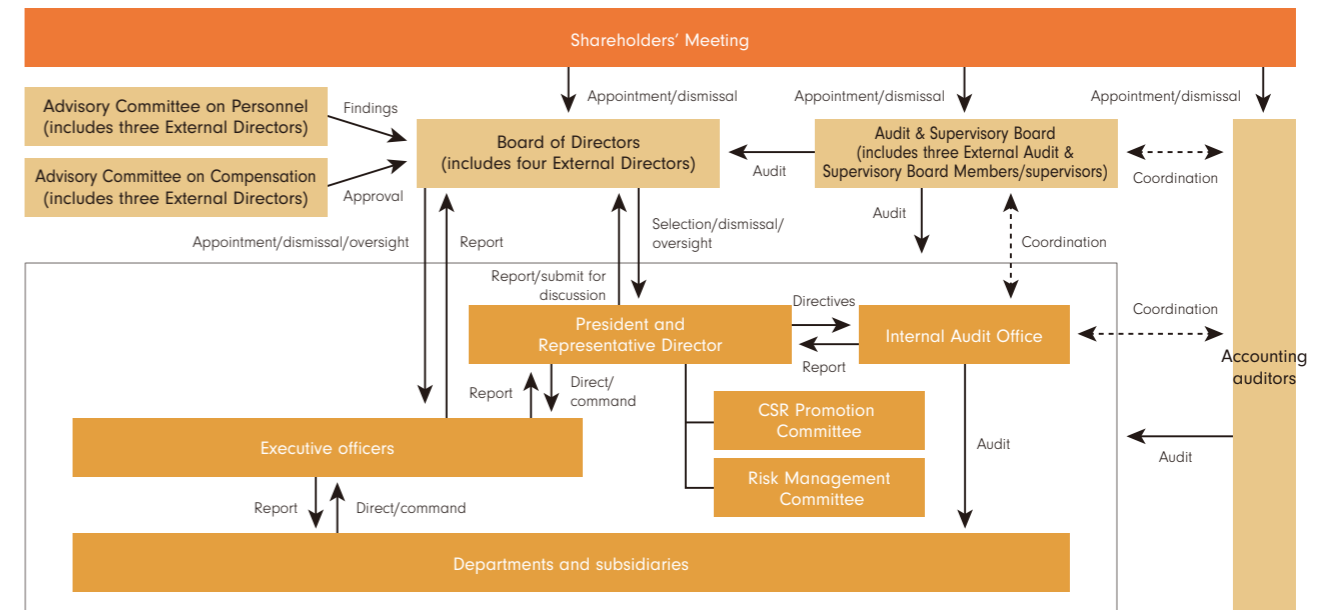 Shareholders’ Meeting
Appointment/dismissal
Appointment/dismissal
Appointment/dismissal
Advisory Committee on Personnel
(includes three External Directors)
Findings
Advisory Committee on Compensation
(includes three External Directors)
Approval
Board of Directors
(includes four External Directors)
Audit
Audit & Supervisory Board
(includes three External Audit &
Supervisory Board Members/supervisors)
Coordination
Appointment/dismissal/oversight
Report
Selection/dismissal/
oversight
Audit
Coordination
Report/submit for
discussion
President and
Representative Director
Directives
Report
Internal Audit Office
Coordination
Accounting
auditors
Report
Direct/
command
CSR Promotion
Committee
Executive officers
Risk Management
Committee
Audit
Audit
Report
Direct/command
Departments and subsidiaries